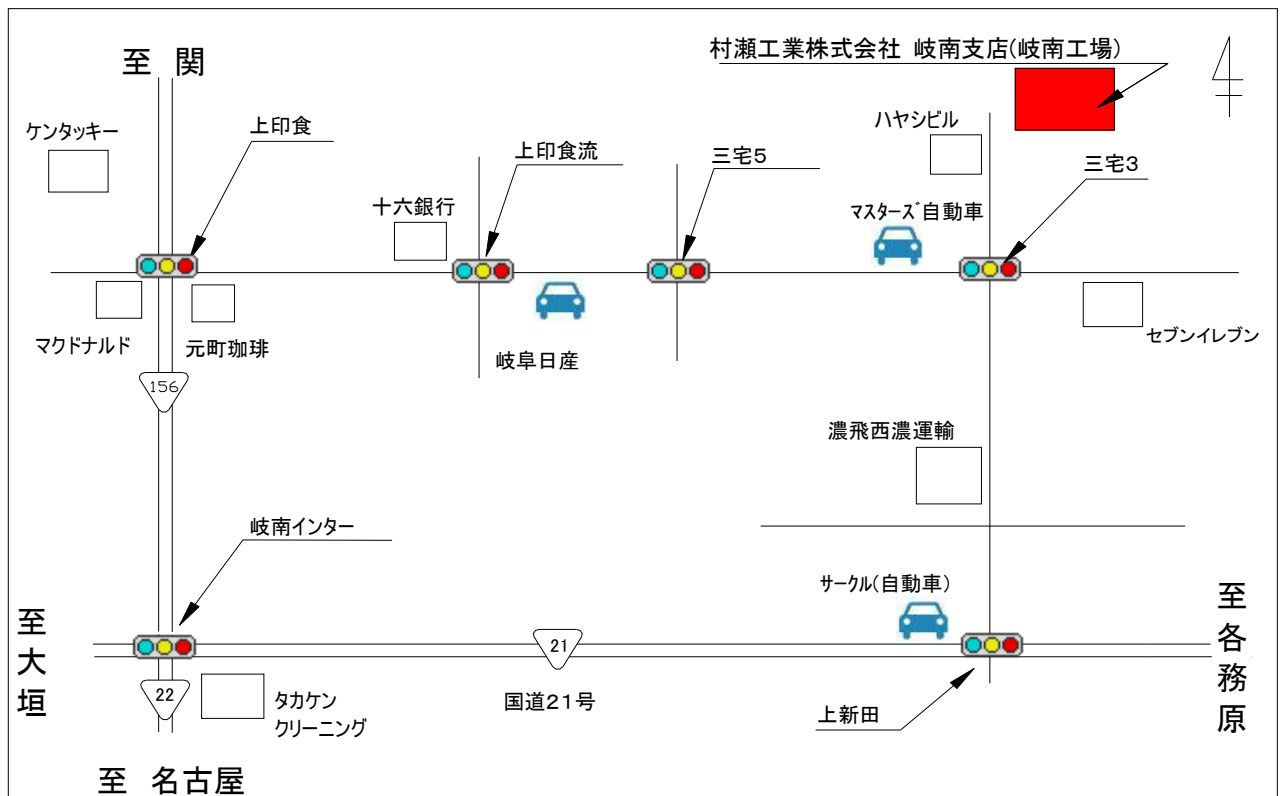 村瀬工業株式会社 岐南支店(岐南工場)
至 関
ケンタッキー
上印食
上印食流
三宅5
ハヤシビル
三宅3
十六銀行
マスターズ自動車
マクドナルド
元町珈琲
岐阜日産
セブンイレブン
156
濃飛西濃運輸
岐南インター
サークル(自動車)
至大垣
至各務原
21
22
タカケン
クリーニング
国道21号
上新田
至 名古屋